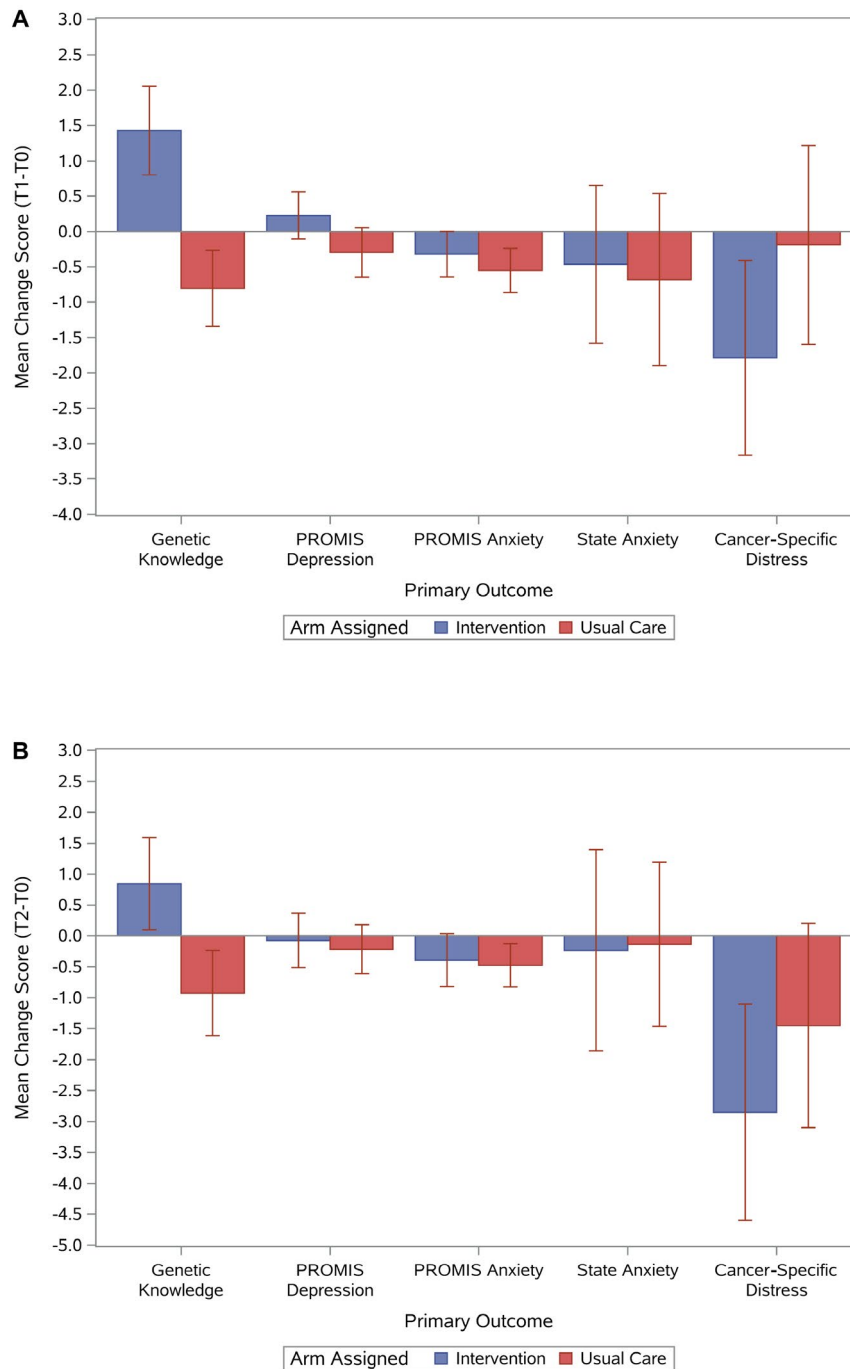 A
3.0
2.5
2.0
1.5
1.0
0.5
0.0
-0.5
-1.0
-1.5
-2.0
-2.5
-3.0
-3.5
-4.0
Mean Change Score (T1-T0)
Genetic
Knowledge
PROMIS
Depression
PROMIS Anxiety
State Anxiety
Cancer-Specific
Distress
Primary Outcome
Arm Assigned Intervention Usual Care
B
3.0
2.5
2.0
1.5
1.0
0.5
0.0
-0.5
-1.0
-1.5
-2.0
-2.5
-3.0
-3.5
-4.0
-4.5
-5.0
Mean Change Score (T2-T0)
Genetic
Knowledge
PROMIS
Depression
PROMIS Anxiety
State Anxiety
Cancer-Specific
Distress
Primary Outcome
Arm Assigned Intervention Usual Care